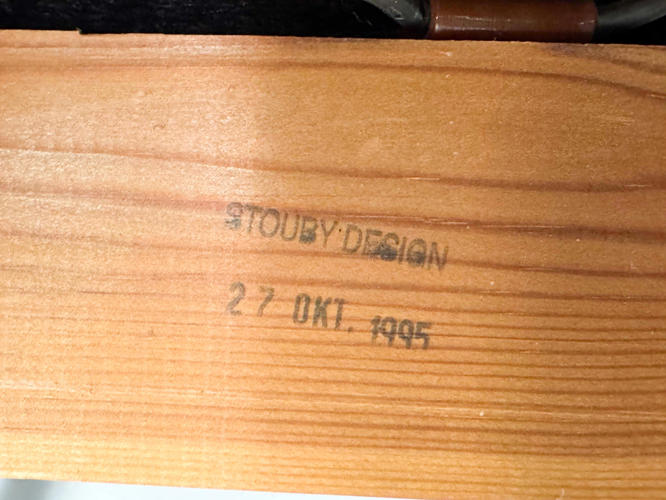 STOUBY DESIGN
27 OKT. 1995